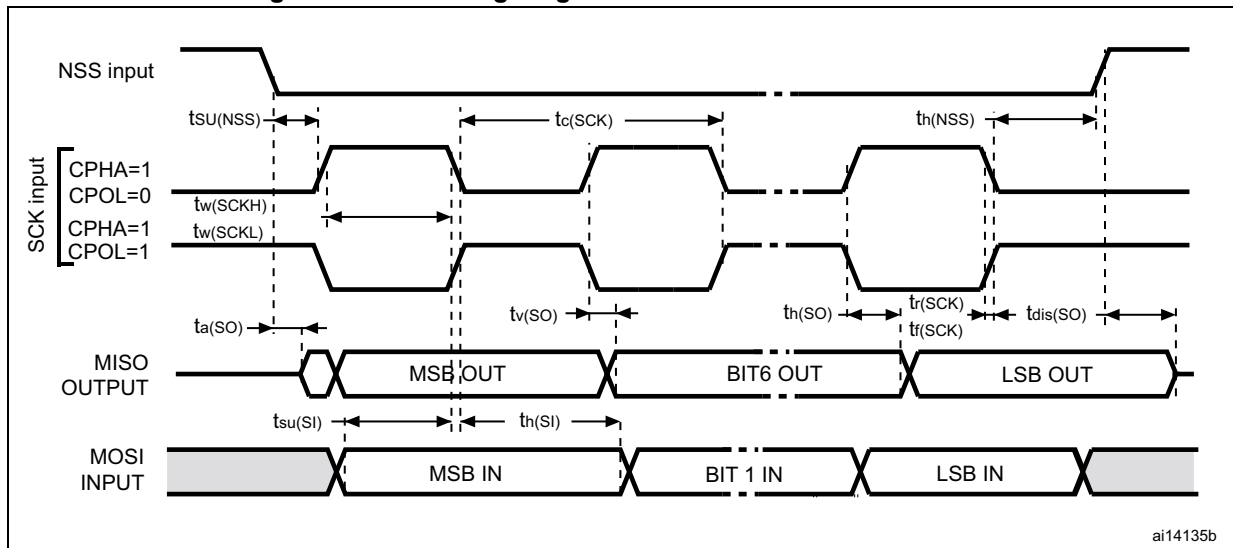 NSS input
tSU(NSS)
tc(SCK)
th(NSS)
SCK input
CPHA=1
CPOL=0
tw(SCKH)
CPHA=1
tw(SCKL)
CPOL=1
ta(SO)
tv(SO)
th(SO)
tr(SCK)
tf(SCK)
tdis(SO)
MISO
OUTPUT
MSB OUT
BIT6 OUT
LSB OUT
tsu(SI)
th(SI)
MOSI
INPUT
MSB IN
BIT 1 IN
LSB IN
ai14135b